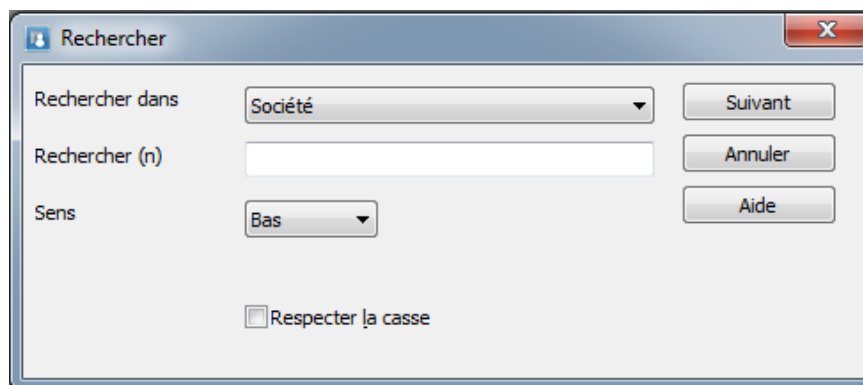 Rechercher
Rechercher dans
Société
Suivant
Rechercher (n)
Annuler
Aide
Sens
Bas
Respecter la casse